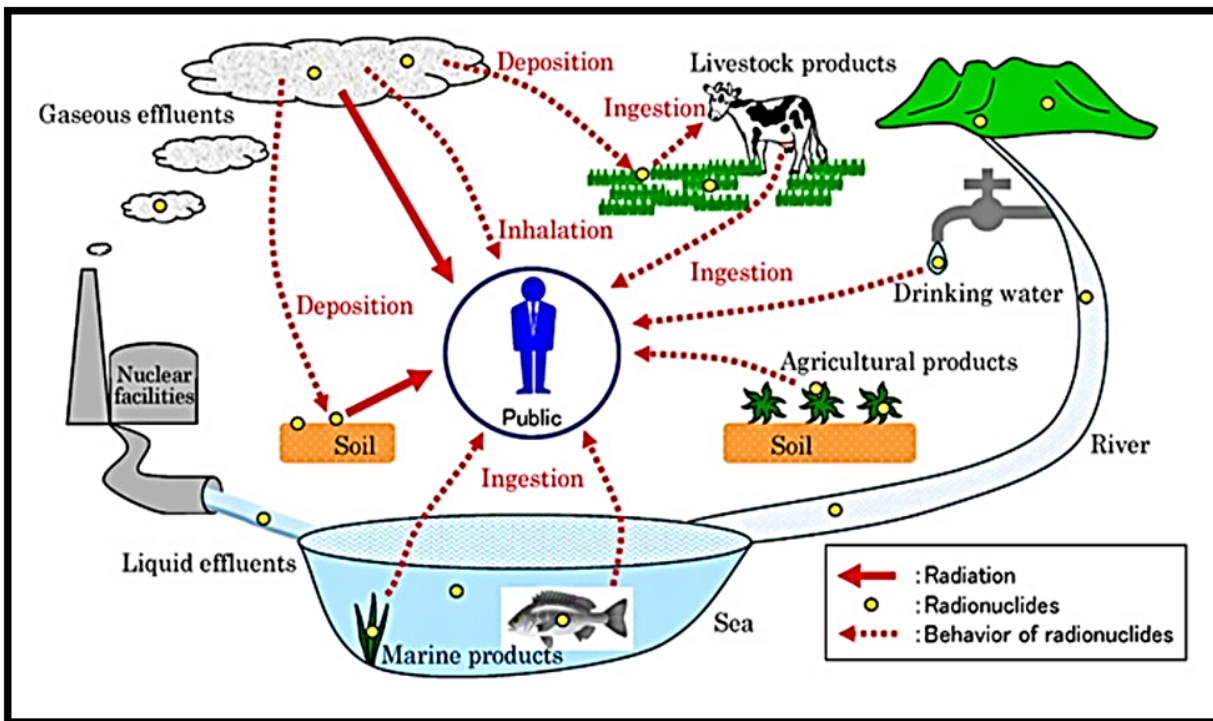 Deposition
Livestock products
Gaseous effluents
Ingestion
Inhalation
Ingestion
Deposition
Drinking water
Nuclear
facilities
Agricultural products
Public
Soil
Soil
River
Ingestion
Liquid effluents
Sea
Marine products
:Radiation
:Radionuclides
:Behavior of radionuclides